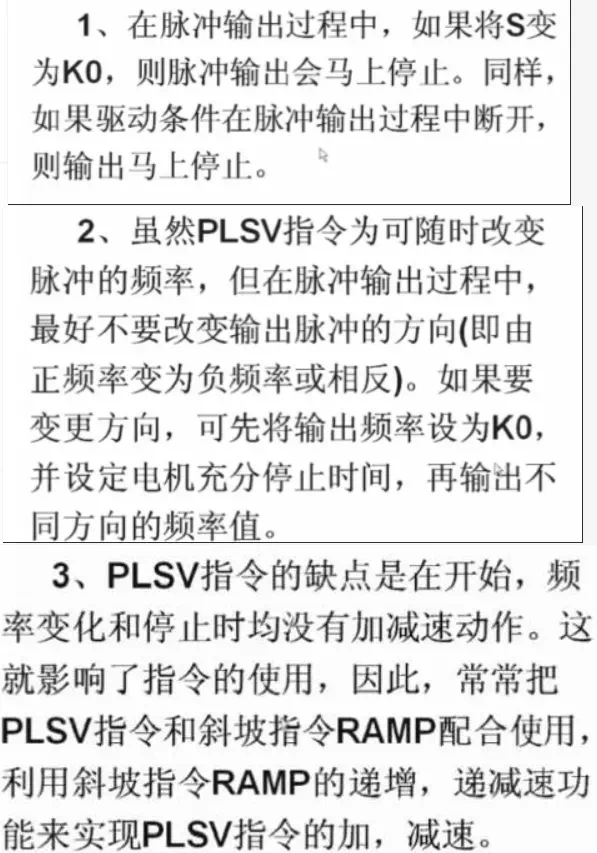 1、在脉冲输出过程中，如果将S变
为K0，则脉冲输出会马上停止。同样，
如果驱动条件在脉冲输出过程中断开，
则输出马上停止。
2、虽然PLSV指令为可随时改变
脉冲的频率，但在脉冲输出过程中，
最好不要改变输出脉冲的方向(即由
正频率变为负频率或相反)。如果要
变更方向，可先将输出频率设为K0，
并设定电机充分停止时间，再输出不
同方向的频率值。
3、PLSV指令的缺点是在开始，频
率变化和停止时均没有加减速动作。这
就影响了指令的使用，因此，常常把
PLSV指令和斜坡指令RAMP配合使用，
利用斜坡指令RAMP的递增，递减速功
能来实现PLSV指令的加，减速。